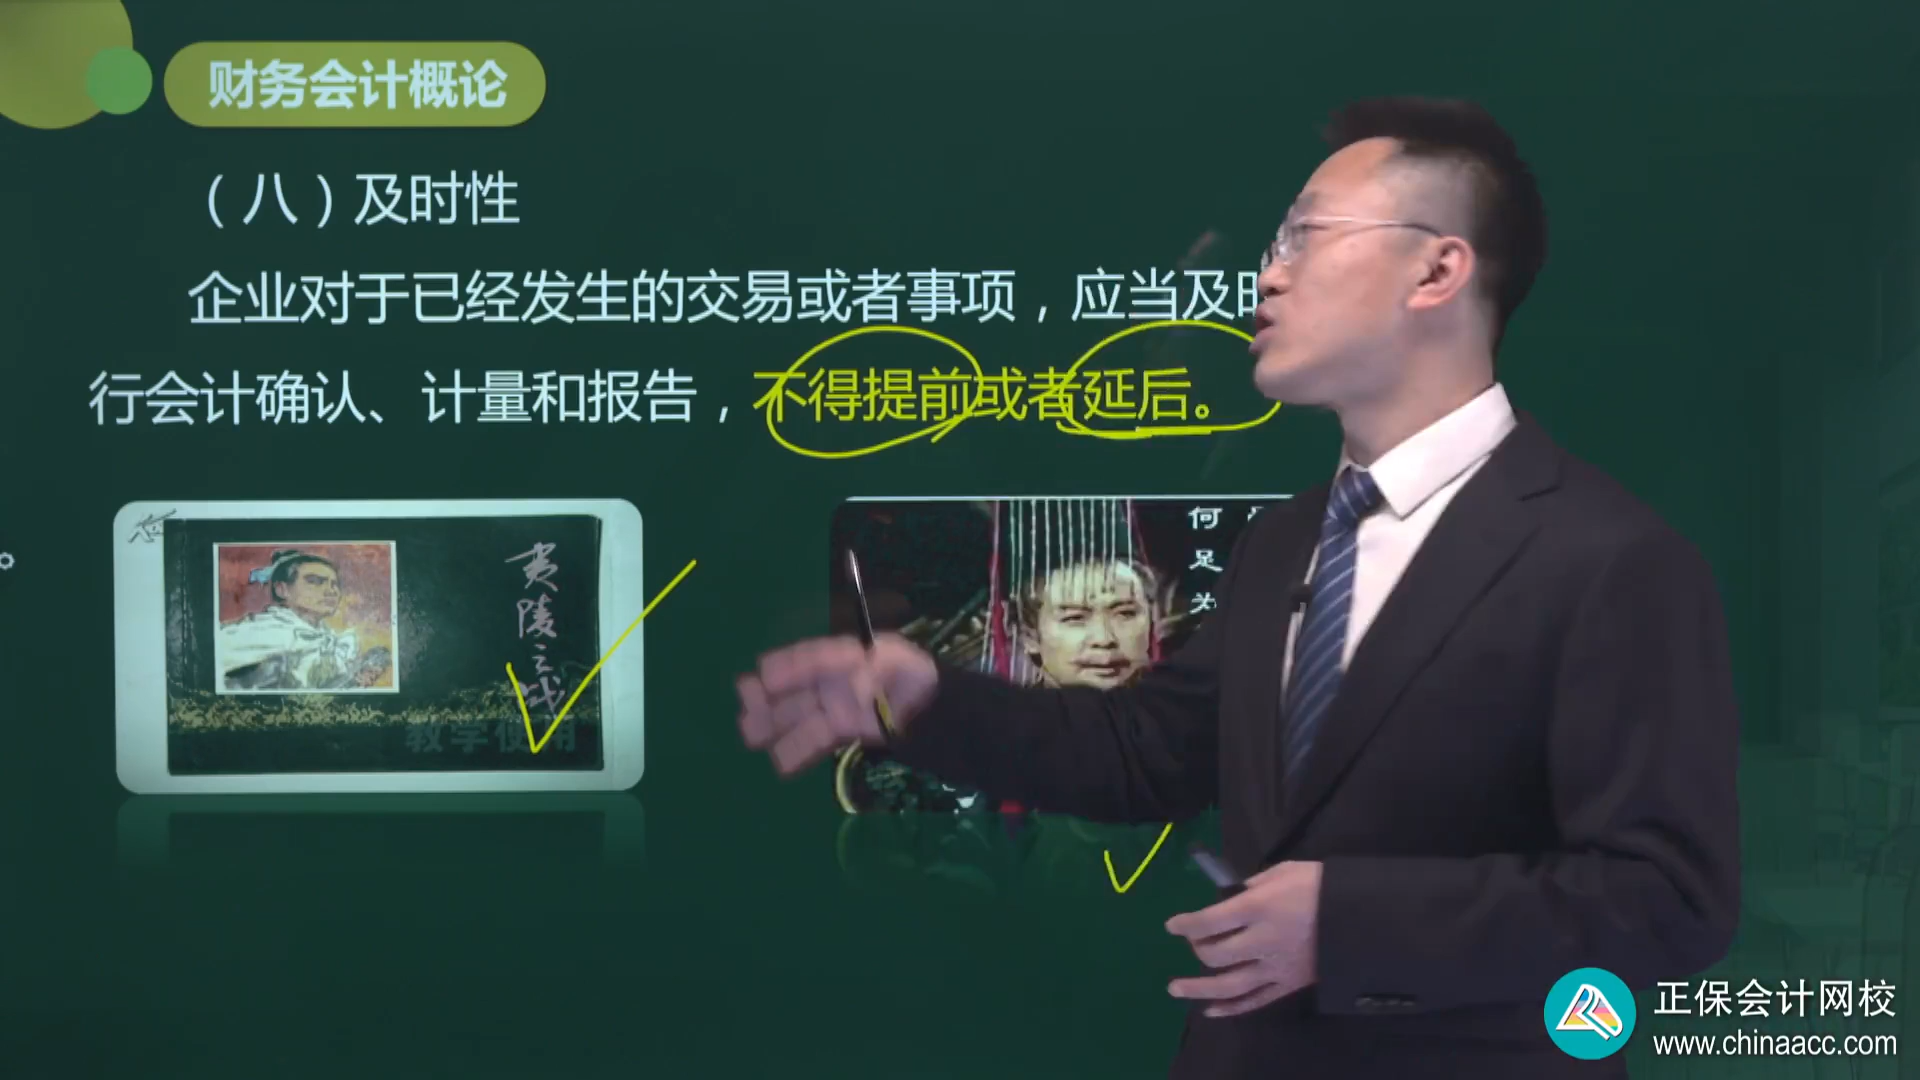 财务会计概论
（八）及时性
企业对于已经发生的交易或者事项，应当及时
行会计确认、计量和报告，不得提前或者延后。
夷陵之战
教学使用
何足为
正保会计网校
www.chinaacc.com